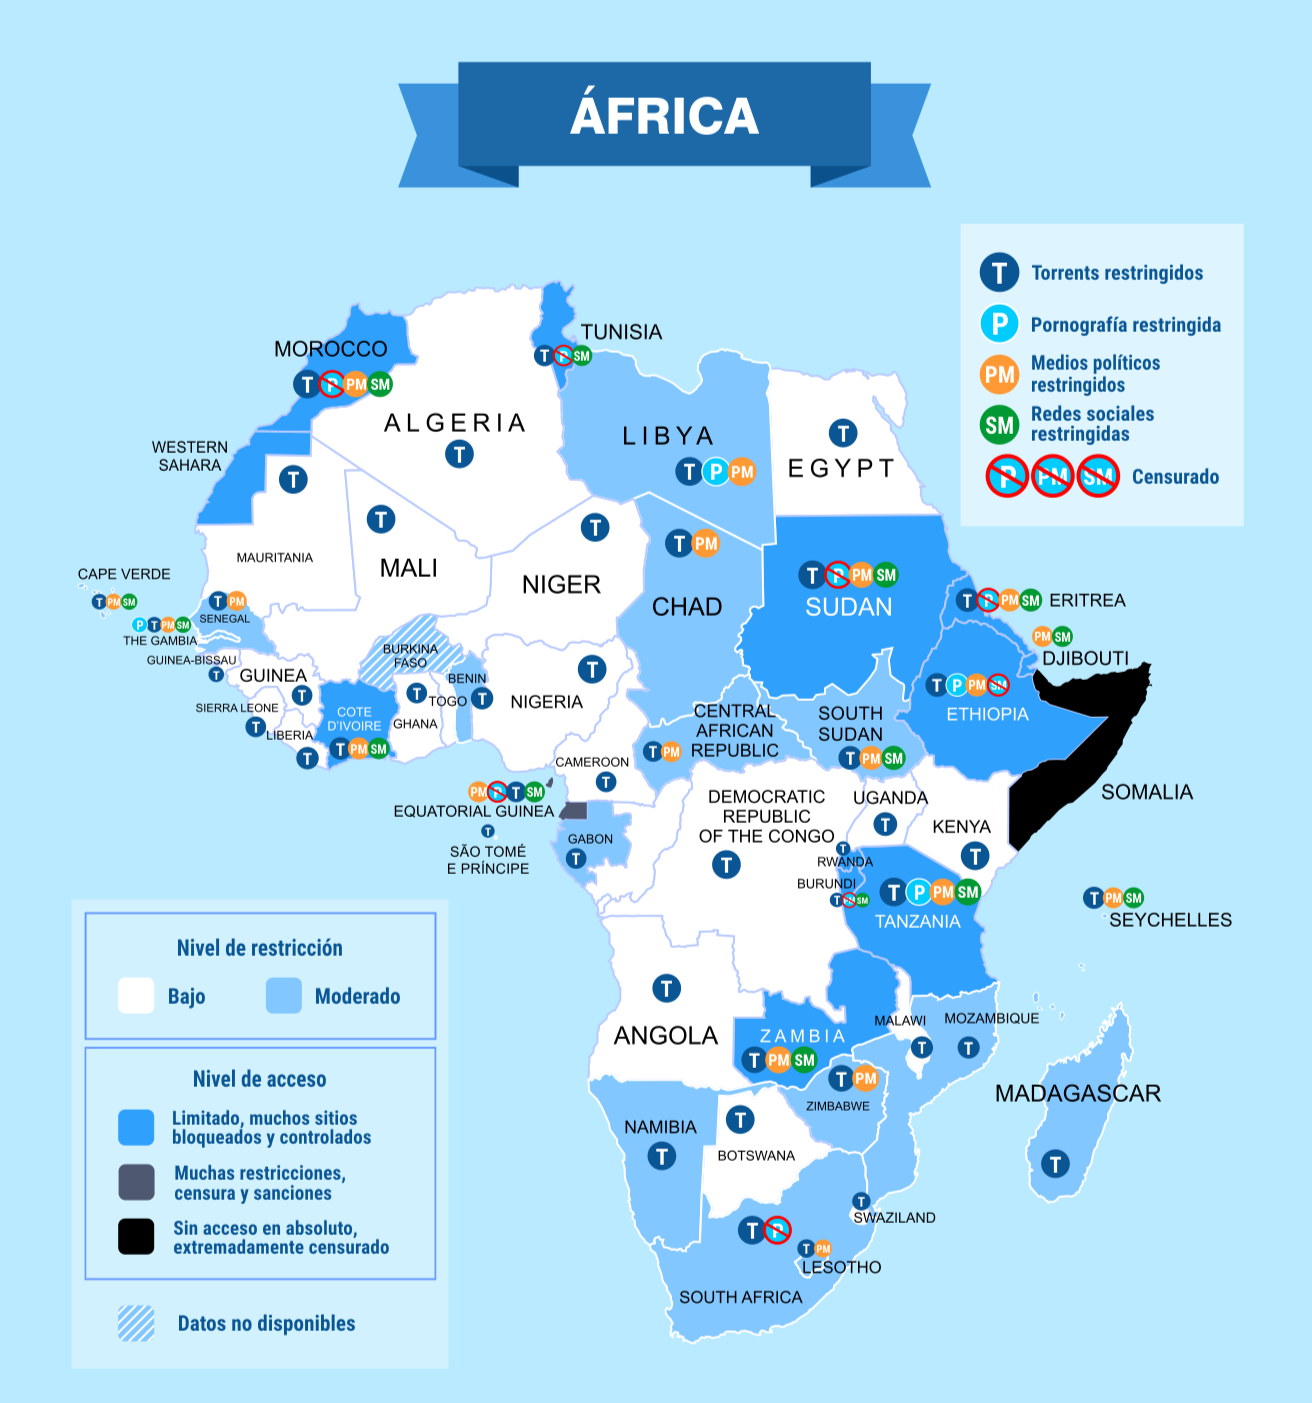 ÁFRICA
T Torrents restringidos
P Pornografía restringida
PM Medios políticos
restringidos
SM Redes sociales
restringidas
P PM SM Censurado
TUNISIA
T P SM
MOROCCO
T P PM SM
ALGERIA
T
LIBYA
T P PM
T
EGYPT
WESTERN
SAHARA
T
MAURITANIA
T
MALI
T
NIGER
T PM
CHAD
T P PM SM
SUDAN
T P PM SM ERITREA
PM SM
DJIBOUTI
CAPE VERDE
T PM SM
T PM
SENEGAL
P T PM SM
THE GAMBIA
GUINEA-BISSAU
T
GUINEA
T
SIERRA LEONE
T
LIBERIA
T
BURKINA
FASO
COTE
D'IVOIRE
T PM SM
T
GHANA
TOGO
BENIN
T
T
NIGERIA
CENTRAL
AFRICAN
REPUBLIC
T PM
SOUTH
SUDAN
T PM SM
T P PM SM
ETHIOPIA
SOMALIA
CAMEROON
T
PM P T SM
EQUATORIAL GUINEA
T
SÃO TOMÉ
E PRÍNCIPE
GABON
T
DEMOCRATIC
REPUBLIC
OF THE CONGO
T
UGANDA
T
KENYA
T
T
RWANDA
BURUNDI
T P SM
T P PM SM
TANZANIA
T PM SM
SEYCHELLES
T
ANGOLA
ZAMBIA
T PM SM
MALAWI
T
MOZAMBIQUE
T
MADAGASCAR
T
T PM
ZIMBABWE
NAMIBIA
T
T
BOTSWANA
T
SWAZILAND
T P
T PM
LESOTHO
SOUTH AFRICA
Nivel de restricción
Bajo
Moderado
Nivel de acceso
Limitado, muchos sitios
bloqueados y controlados
Muchas restricciones,
censura y sanciones
Sin acceso en absoluto,
extremadamente censurado
Datos no disponibles